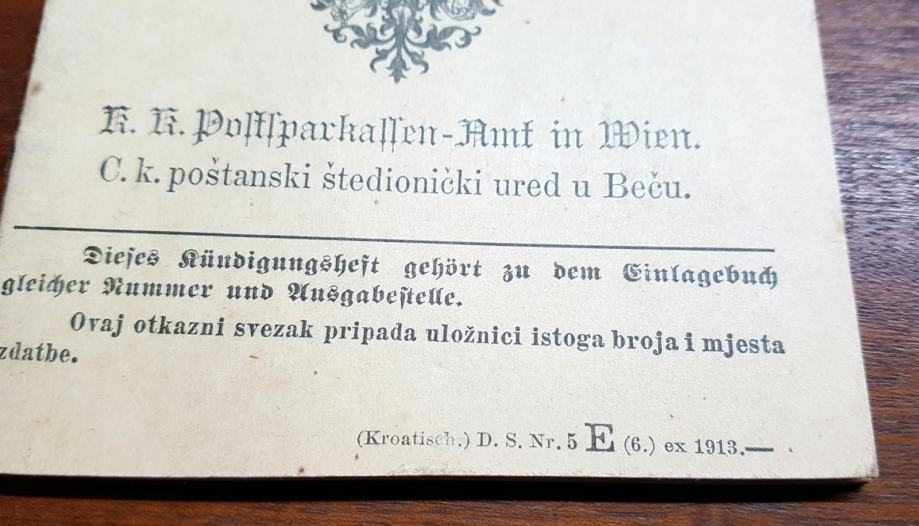 K. K. Postsparkassen-Amt in Wien.
C. k. poštanski štedionički ured u Beču.
Dieses Kündigungsheft gehört zu dem Einlagebuch
gleicher Nummer und Ausgabestelle.
Ovaj otkazni svezak pripada uložnici istoga broja i mjesta
zdatbe.
(Kroatisch.) D. S. Nr. 5 E (6.) ex 1913.—